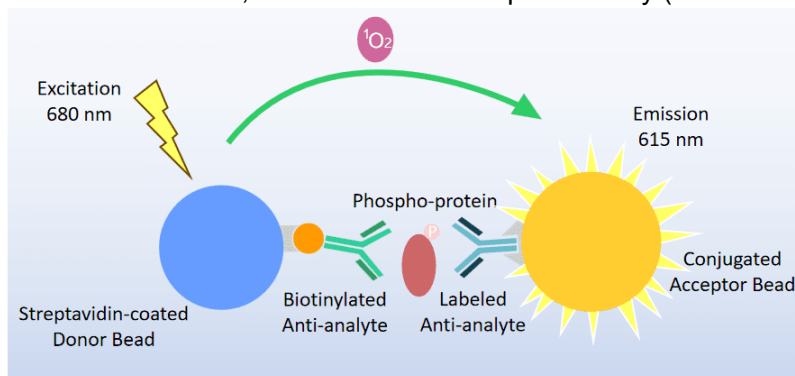 ¹O₂
Excitation
680 nm
Emission
615 nm
Phospho-protein
P
Streptavidin-coated
Donor Bead
Biotinylated
Anti-analyte
Labeled
Anti-analyte
Conjugated
Acceptor Bead